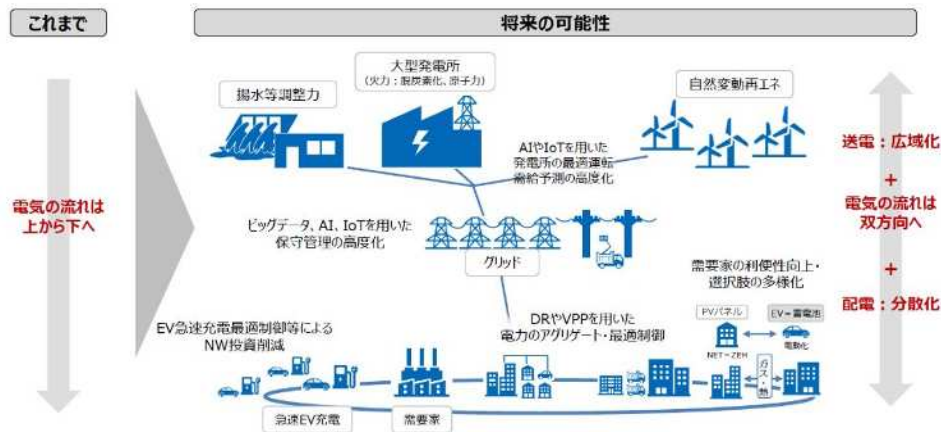 これまで
将来の可能性
電気の流れは
上から下へ
揚水等調整力
大型発電所
(火力：脱炭素化、原子力)
自然変動再エネ
AIやIoTを用いた
発電所の最適運転
需給予測の高度化
ビッグデータ、AI、IoTを用いた
保守管理の高度化
グリッド
送電：広域化
+
電気の流れは
双方向へ
+
配電：分散化
需要家の利便性向上・
選択肢の多様化
PVパネル
EV=蓄電池
電動化
NET=ZEH
ガス・熱
DRやVPPを用いた
電力のアグリゲート・最適制御
EV急速充電最適制御等による
NW投資削減
急速EV充電
需要家